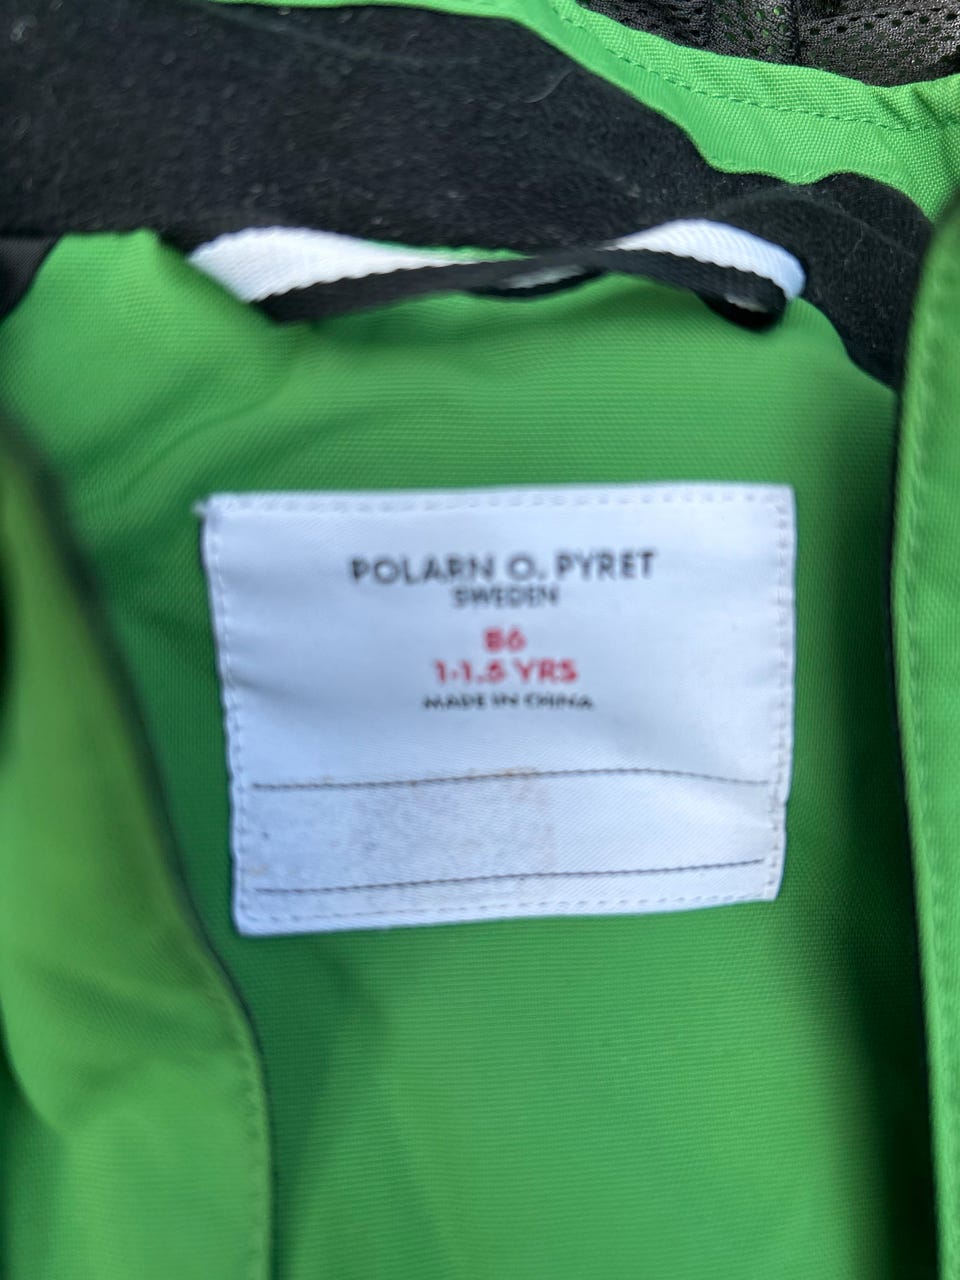 POLARN O. PYRET
SWEDEN
86
1-1.5 YRS
MADE IN CHINA